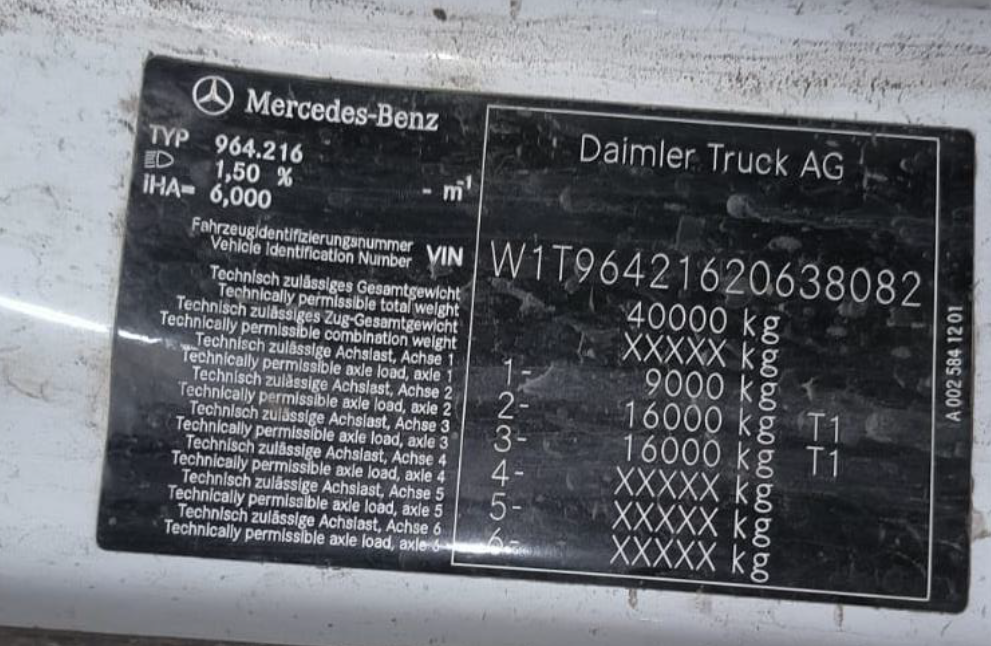 Mercedes-Benz
TYP 964.216
1,50 %
iHA= 6,000 - m⁻¹
Daimler Truck AG
Fahrzeugidentifizierungsnummer
Vehicle Identification Number VIN W1T96421620638082
Technisch zulässiges Gesamtgewicht
Technically permissible total weight 40000 kg
Technisch zulässiges Zug-Gesamtgewicht
Technically permissible combination weight XXXXX kg
Technisch zulässige Achslast, Achse 1
Technically permissible axle load, axle 1 1- 9000 kg
Technisch zulässige Achslast, Achse 2
Technically permissible axle load, axle 2 2- 16000 kg T1
Technisch zulässige Achslast, Achse 3
Technically permissible axle load, axle 3 3- 16000 kg T1
Technisch zulässige Achslast, Achse 4
Technically permissible axle load, axle 4 4- XXXXX kg
Technisch zulässige Achslast, Achse 5
Technically permissible axle load, axle 5 5- XXXXX kg
Technisch zulässige Achslast, Achse 6
Technically permissible axle load, axle 6 6- XXXXX kg
A 002 584 12 01